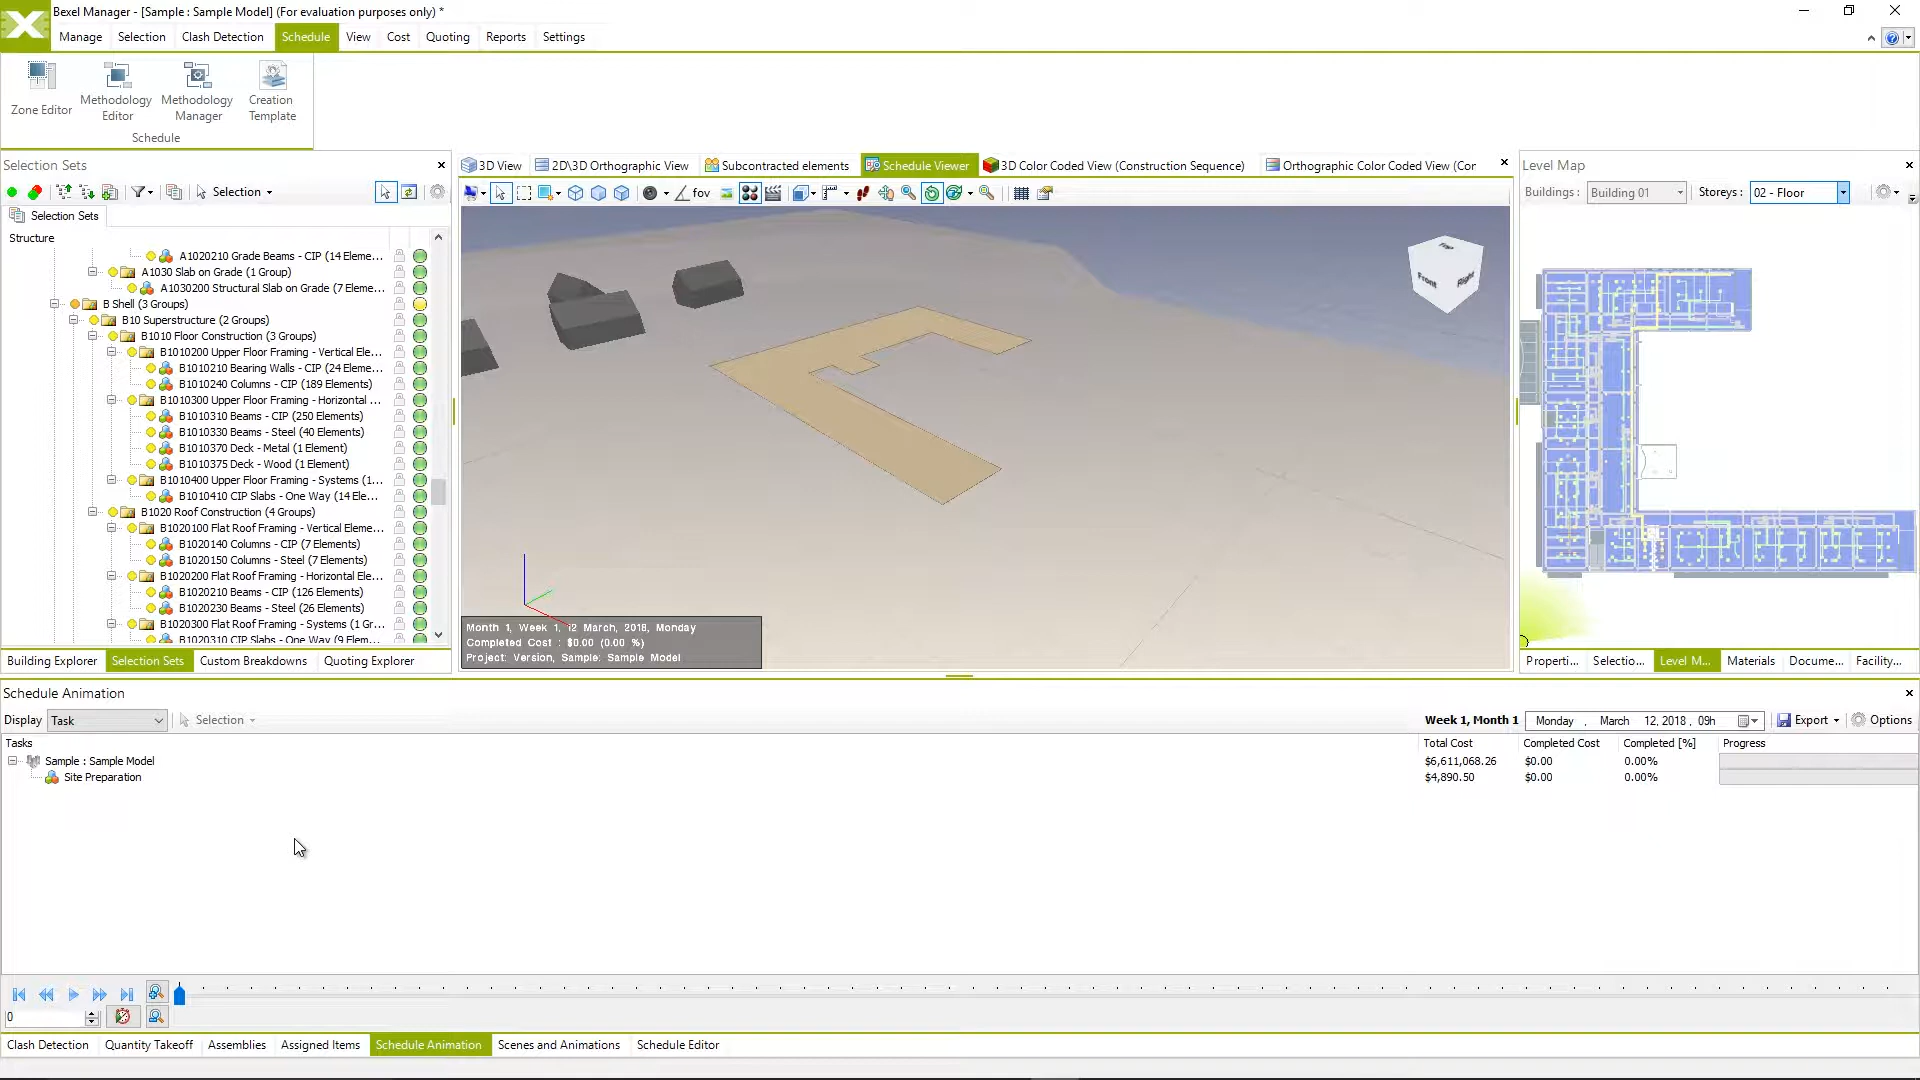 Bexel Manager - [Sample : Sample Model] (For evaluation purposes only) *
Manage Selection Clash Detection Schedule View Cost Quoting Reports Settings
Zone Editor
Methodology Editor
Methodology Manager
Creation Template
Schedule
Selection Sets
Selection
Selection Sets
Structure
A1020210 Grade Beams - CIP (14 Eleme...
A1030 Slab on Grade (1 Group)
A1030200 Structural Slab on Grade (7 Eleme...
B Shell (3 Groups)
B10 Superstructure (2 Groups)
B1010 Floor Construction (3 Groups)
B1010200 Upper Floor Framing - Vertical Ele...
B1010210 Bearing Walls - CIP (24 Eleme...
B1010240 Columns - CIP (189 Elements)
B1010300 Upper Floor Framing - Horizontal ...
B1010310 Beams - CIP (250 Elements)
B1010330 Beams - Steel (40 Elements)
B1010370 Deck - Metal (1 Element)
B1010375 Deck - Wood (1 Element)
B1010400 Upper Floor Framing - Systems (1...
B1010410 CIP Slabs - One Way (14 Ele...
B1020 Roof Construction (4 Groups)
B1020100 Flat Roof Framing - Vertical Eleme...
B1020140 Columns - CIP (7 Elements)
B1020150 Columns - Steel (7 Elements)
B1020200 Flat Roof Framing - Horizontal Ele...
B1020210 Beams - CIP (126 Elements)
B1020230 Beams - Steel (26 Elements)
B1020300 Flat Roof Framing - Systems (1 Gr...
B1020310 CIP Slabs - One Way (9 Elem...
Building Explorer Selection Sets Custom Breakdowns Quoting Explorer
3D View 2D\3D Orthographic View Subcontracted elements Schedule Viewer 3D Color Coded View (Construction Sequence) Orthographic Color Coded View (Cor
fov
Top
Front
Right
Month 1, Week 1, 12 March, 2018, Monday
Completed Cost : $0.00 (0.00 %)
Project: Version, Sample: Sample Model
Level Map
Buildings : Building 01 Storeys : 02 - Floor
Properti... Selectio... Level M... Materials Docume... Facility...
Schedule Animation
Display Task Selection
Week 1, Month 1 Monday , March 12, 2018 , 09h Export Options
Tasks Total Cost Completed Cost Completed [%] Progress
Sample : Sample Model $6,611,068.26 $0.00 0.00%
Site Preparation $4,890.50 $0.00 0.00%
0
Clash Detection Quantity Takeoff Assemblies Assigned Items Schedule Animation Scenes and Animations Schedule Editor